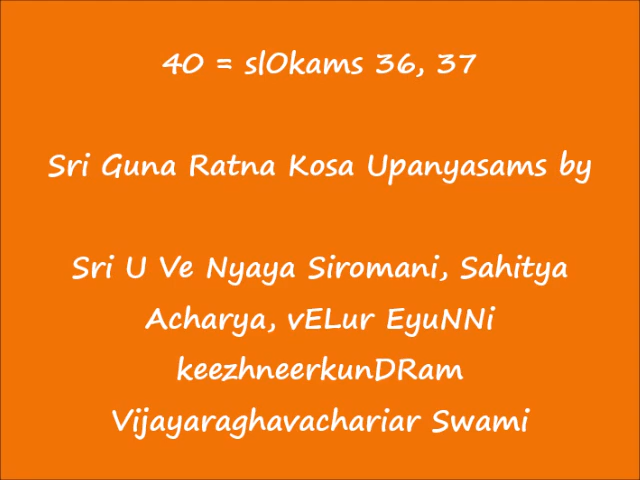 40 = slOkams 36, 37
Sri Guna Ratna Kosa Upanyasams by
Sri U Ve Nyaya Siromani, Sahitya
Acharya, vELur EyuNNi
keezhneerkunDRam
Vijayaraghavachariar Swami